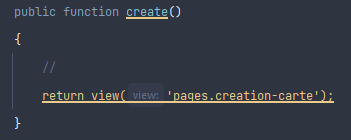 public function create()
{
//
return view( view: 'pages.creation-carte');
}